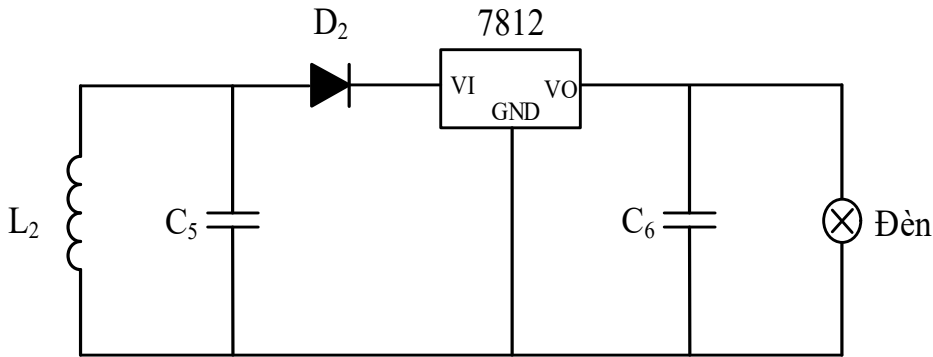 D₂
7812
VI
VO
GND
L₂
C₅
C₆
Đèn